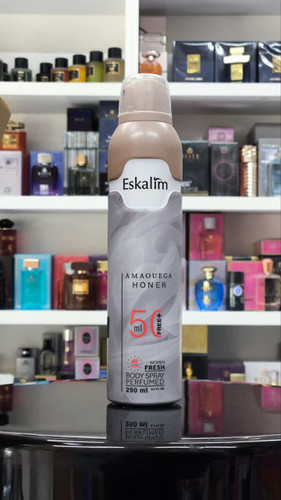 Eskalim
AMAOUEGA
HONER
50
ml
FREE+
WOMEN
FRESH
BODY SPRAY
PERFUMED
250 ml